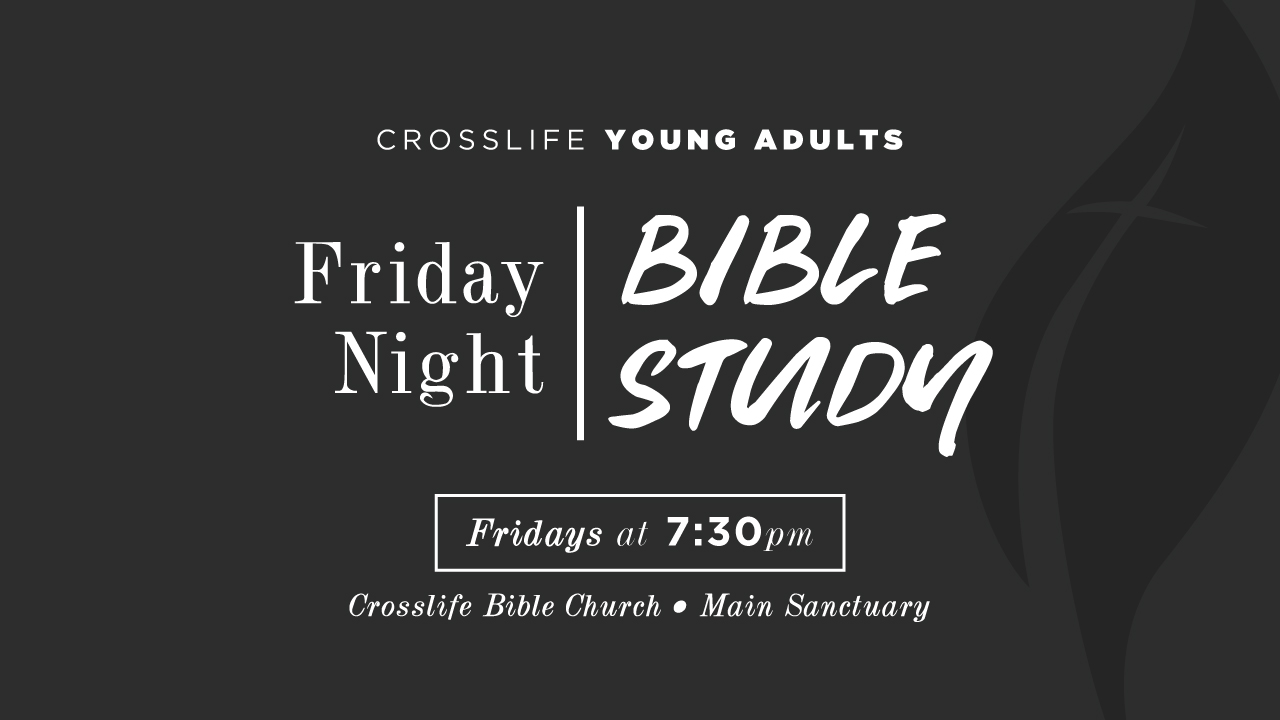 CROSSLIFE YOUNG ADULTS
Friday
Night
BIBLE
STUDY
Fridays at 7:30pm
Crosslife Bible Church • Main Sanctuary